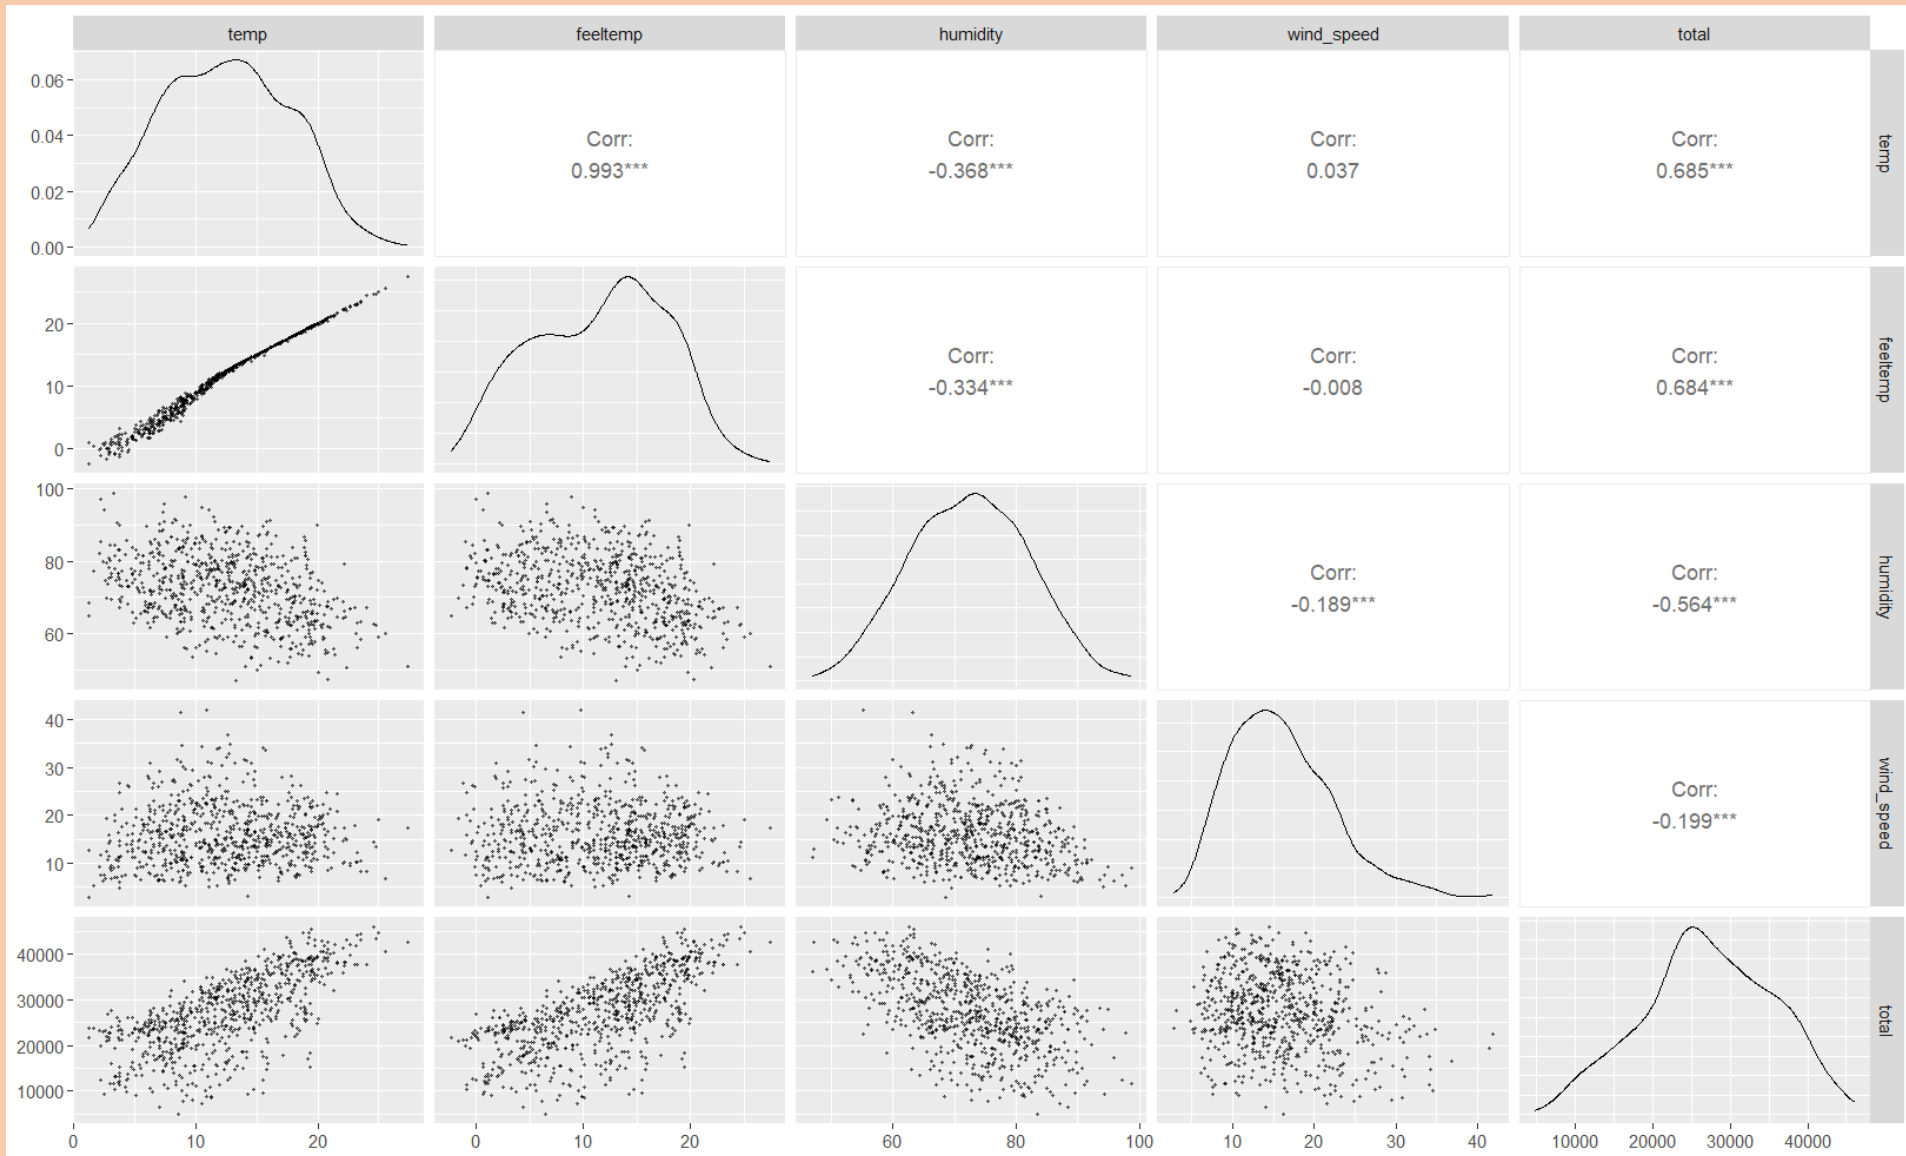 temp feeltemp humidity wind_speed total
0.06
0.04
0.02
0.00
Corr:
0.993***
Corr:
-0.368***
Corr:
0.037
Corr:
0.685***
temp
20
10
0
Corr:
-0.334***
Corr:
-0.008
Corr:
0.684***
feeltemp
100
80
60
Corr:
-0.189***
Corr:
-0.564***
humidity
40
30
20
10
Corr:
-0.199***
wind_speed
40000
30000
20000
10000
total
0 10 20 0 10 20 60 80 100 10 20 30 40 10000 20000 30000 40000